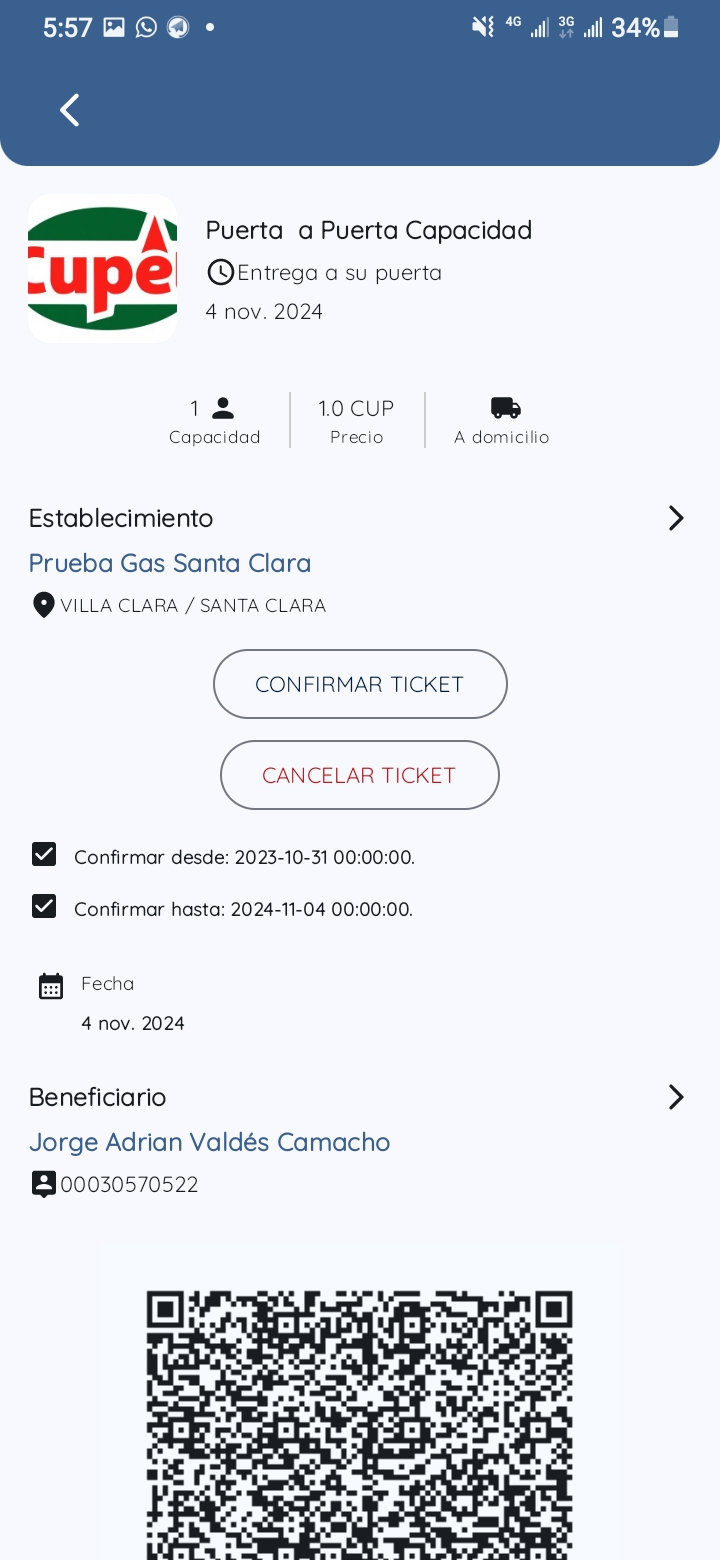 5:57 4G 3G 34%
Cupe
Puerta  a Puerta Capacidad
Entrega a su puerta
4 nov. 2024
1 1.0 CUP
Capacidad Precio A domicilio
Establecimiento
Prueba Gas Santa Clara
VILLA CLARA / SANTA CLARA
CONFIRMAR TICKET
CANCELAR TICKET
Confirmar desde: 2023-10-31 00:00:00.
Confirmar hasta: 2024-11-04 00:00:00.
Fecha
4 nov. 2024
Beneficiario
Jorge Adrian Valdés Camacho
00030570522